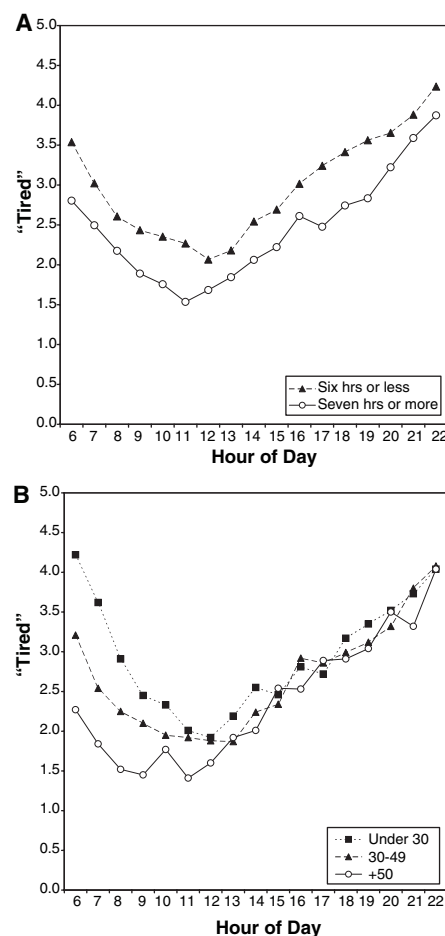 A
5.0
4.5
4.0
3.5
3.0
2.5
2.0
1.5
1.0
0.5
0.0
“Tired”
Six hrs or less
Seven hrs or more
6 7 8 9 10 11 12 13 14 15 16 17 18 19 20 21 22
Hour of Day
B
5.0
4.5
4.0
3.5
3.0
2.5
2.0
1.5
1.0
0.5
0.0
“Tired”
Under 30
30-49
+50
6 7 8 9 10 11 12 13 14 15 16 17 18 19 20 21 22
Hour of Day